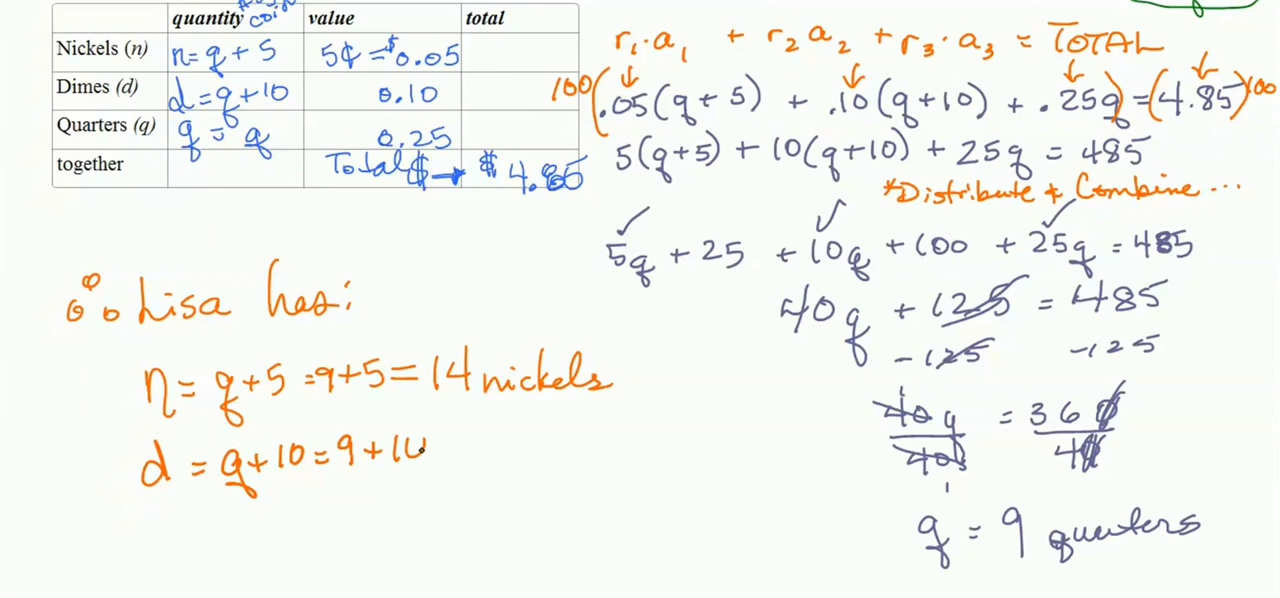 quantity coin value total
Nickels (n) n = q + 5 5¢ = $0.05
Dimes (d) d = q + 10 0.10
Quarters (q) q = q 0.25
together Total $ → $4.85
r₁·a₁ + r₂ a₂ + r₃·a₃ = TOTAL
100(.05(q + 5) + .10(q + 10) + .25q) = (4.85)100
5(q+5) + 10(q+10) + 25q = 485
*Distribute & Combine ...
5q + 25 + 10q + 100 + 25q = 485
40q + 125 = 485
-125 -125
40q = 360
40 40
1
q = 9 quarters
∴ Lisa has:
n = q + 5 = 9 + 5 = 14 nickels
d = q + 10 = 9 + 10